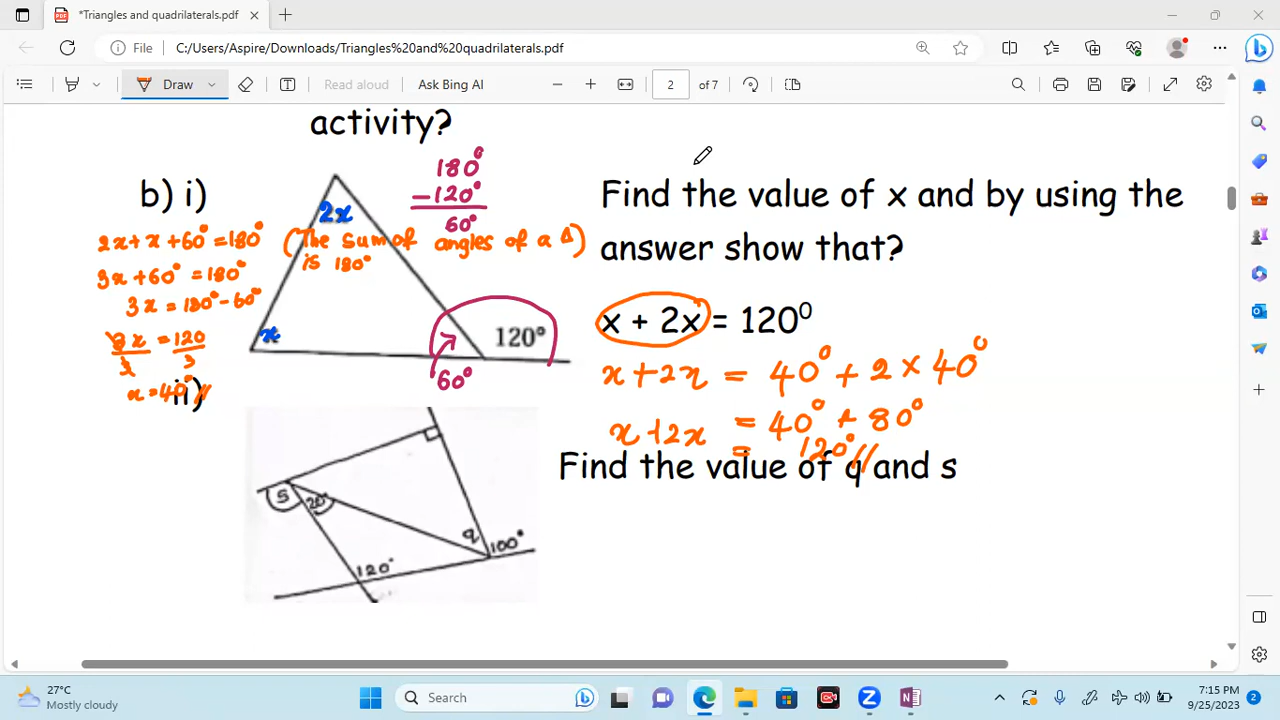 *Triangles and quadrilaterals.pdf
File
C:/Users/Aspire/Downloads/Triangles%20and%20quadrilaterals.pdf
Draw
Read aloud
Ask Bing AI
2
of 7
activity?
b) i)
2x
x
120°
180°
-120°
60°
60°
2x+x+60°=180° (The sum of angles of a Δ is 180°)
3x+60°=180°
3x=180°-60°
3x/3=120/3
x=40°//
Find the value of x and by using the
answer show that?
x + 2x = 120⁰
x+2x = 40°+2×40°
x+2x = 40°+80°
= 120°//
ii)
Find the value of q and s
S
20°
q
100°
120°
27°C
Mostly cloudy
Search
7:15 PM
9/25/2023
2